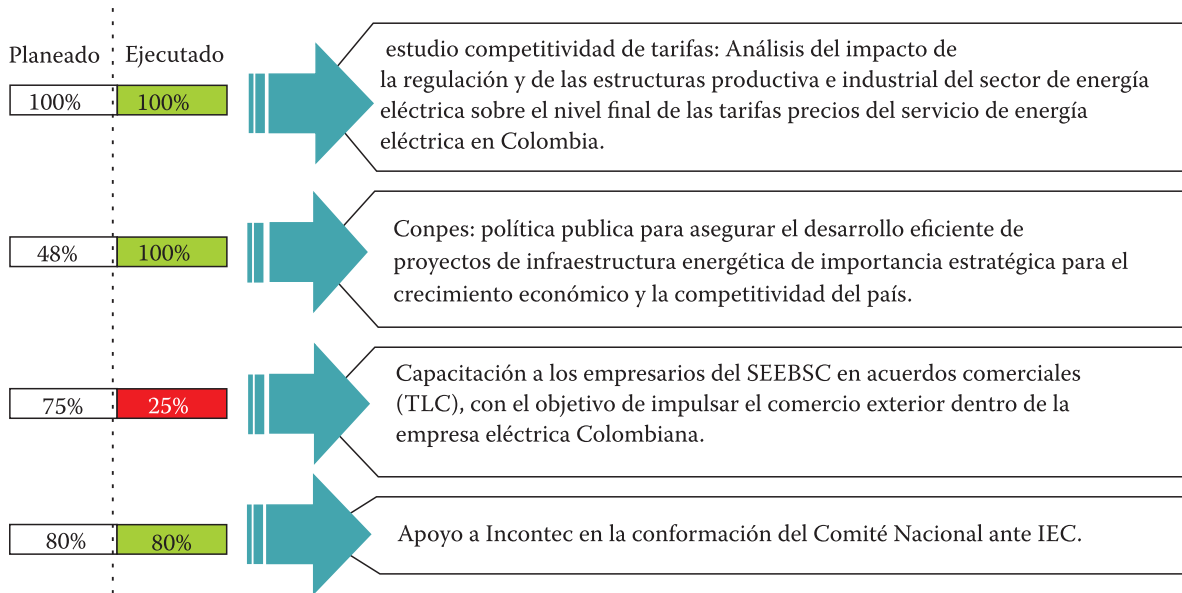 Planeado Ejecutado
100% 100%
estudio competitividad de tarifas: Análisis del impacto de
la regulación y de las estructuras productiva e industrial del sector de energía
eléctrica sobre el nivel final de las tarifas precios del servicio de energía
eléctrica en Colombia.
48% 100%
Conpes: política publica para asegurar el desarrollo eficiente de
proyectos de infraestructura energética de importancia estratégica para el
crecimiento económico y la competitividad del país.
75% 25%
Capacitación a los empresarios del SEEBSC en acuerdos comerciales
(TLC), con el objetivo de impulsar el comercio exterior dentro de la
empresa eléctrica Colombiana.
80% 80%
Apoyo a Incontec en la conformación del Comité Nacional ante IEC.